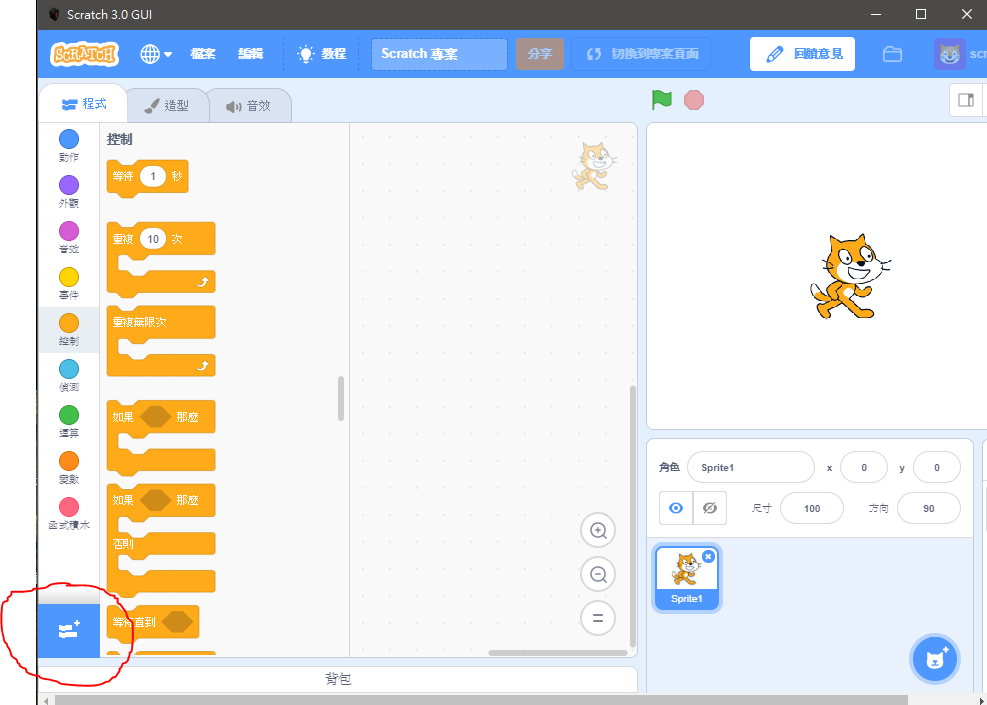 Scratch 3.0 GUI
SCRATCH 檔案 編輯 教程 Scratch 專案 分享 切換到專案頁面 回饋意見 scr
程式 造型 音效
動作
外觀
音效
事件
控制
偵測
運算
變數
函式積木
控制
等待 1 秒
重複 10 次
重複無限次
如果 那麼
如果 那麼
否則
等待直到
背包
角色 Sprite1 x 0 y 0
尺寸 100 方向 90
Sprite1